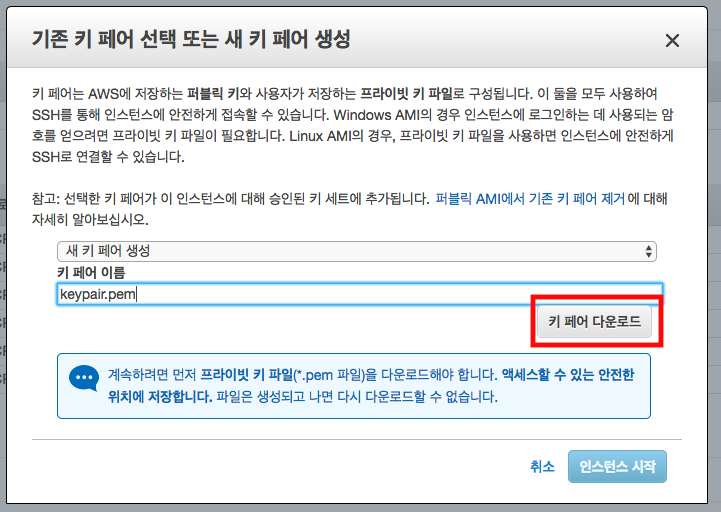 기존 키 페어 선택 또는 새 키 페어 생성
키 페어는 AWS에 저장하는 퍼블릭 키와 사용자가 저장하는 프라이빗 키 파일로 구성됩니다. 이 둘을 모두 사용하여
SSH를 통해 인스턴스에 안전하게 접속할 수 있습니다. Windows AMI의 경우 인스턴스에 로그인하는 데 사용되는 암
호를 얻으려면 프라이빗 키 파일이 필요합니다. Linux AMI의 경우, 프라이빗 키 파일을 사용하면 인스턴스에 안전하게
SSH로 연결할 수 있습니다.
참고: 선택한 키 페어가 이 인스턴스에 대해 승인된 키 세트에 추가됩니다. 퍼블릭 AMI에서 기존 키 페어 제거에 대해
자세히 알아보십시오.
새 키 페어 생성
키 페어 이름
keypair.pem
키 페어 다운로드
계속하려면 먼저 프라이빗 키 파일(*.pem 파일)을 다운로드해야 합니다. 액세스할 수 있는 안전한
위치에 저장합니다. 파일은 생성되고 나면 다시 다운로드할 수 없습니다.
취소
인스턴스 시작